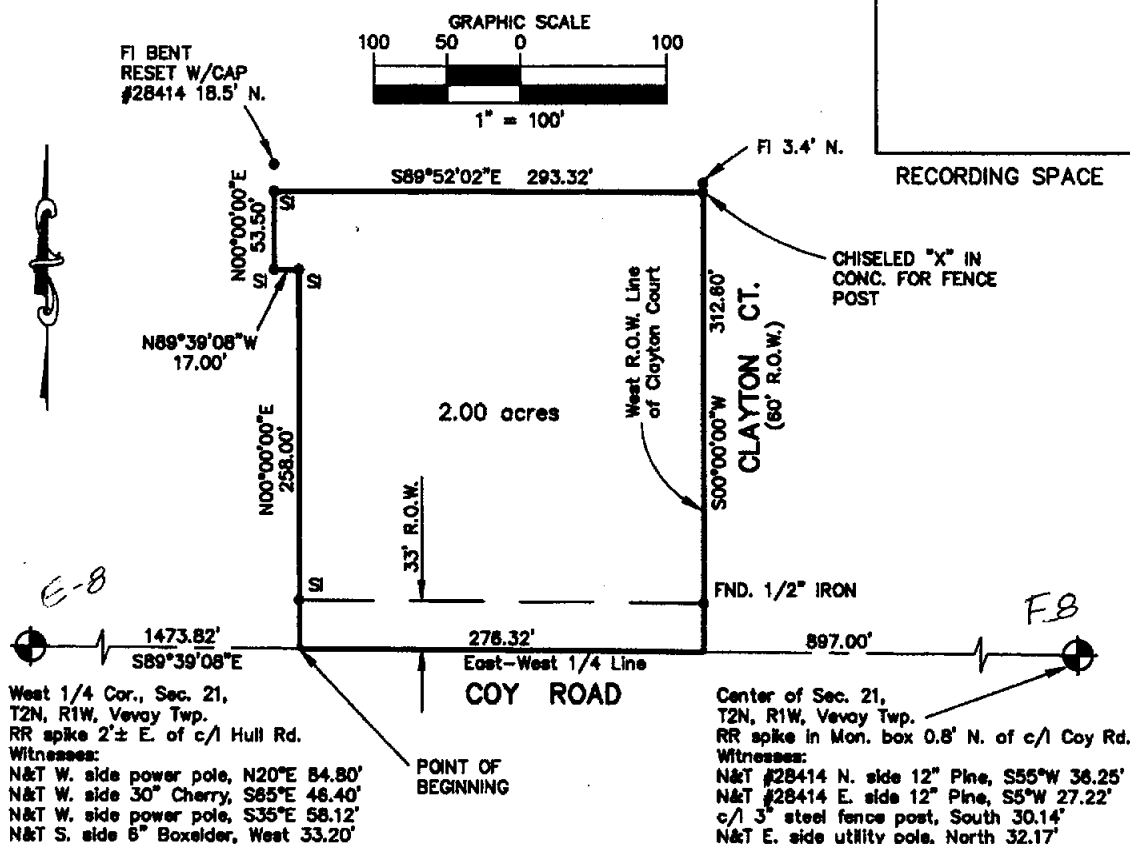 GRAPHIC SCALE
100 50 0 100
1" = 100'
FI BENT
RESET W/CAP
#28414 18.5' N.
RECORDING SPACE
FI 3.4' N.
S89°52'02"E 293.32'
SI
N00°00'00"E
53.50'
SI
SI
CHISELED "X" IN
CONC. FOR FENCE
POST
N89°39'08"W
17.00'
West R.O.W. Line
of Clayton Court
312.60'
S00°00'00"W
CLAYTON CT.
(60' R.O.W.)
2.00 acres
N00°00'00"E
258.00'
33' R.O.W.
SI
FND. 1/2" IRON
E-8
F8
1473.82'
S89°39'08"E
276.32'
East-West 1/4 Line
897.00'
COY ROAD
POINT OF
BEGINNING
West 1/4 Cor., Sec. 21,
T2N, R1W, Vevay Twp.
RR spike 2'± E. of c/l Hull Rd.
Witnesses:
N&T W. side power pole, N20°E 84.80'
N&T W. side 30" Cherry, S65°E 46.40'
N&T W. side power pole, S35°E 58.12'
N&T S. side 6" Boxelder, West 33.20'
Center of Sec. 21,
T2N, R1W, Vevay Twp.
RR spike in Mon. box 0.8' N. of c/l Coy Rd.
Witnesses:
N&T #28414 N. side 12" Pine, S55°W 36.25'
N&T #28414 E. side 12" Pine, S5°W 27.22'
c/l 3" steel fence post, South 30.14'
N&T E. side utility pole, North 32.17'